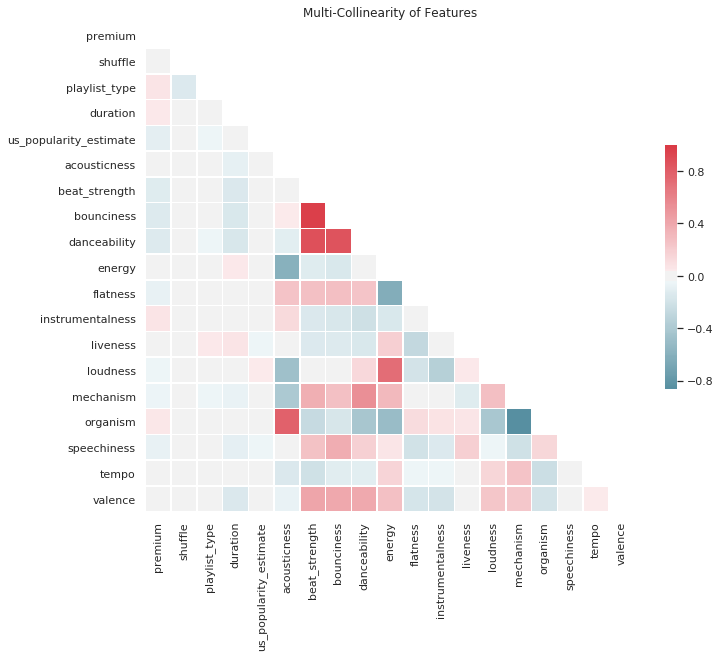 Multi-Collinearity of Features
premium
shuffle
playlist_type
duration
us_popularity_estimate
acousticness
beat_strength
bounciness
danceability
energy
flatness
instrumentalness
liveness
loudness
mechanism
organism
speechiness
tempo
valence
premium
shuffle
playlist_type
duration
us_popularity_estimate
acousticness
beat_strength
bounciness
danceability
energy
flatness
instrumentalness
liveness
loudness
mechanism
organism
speechiness
tempo
valence
0.8
0.4
0.0
−0.4
−0.8